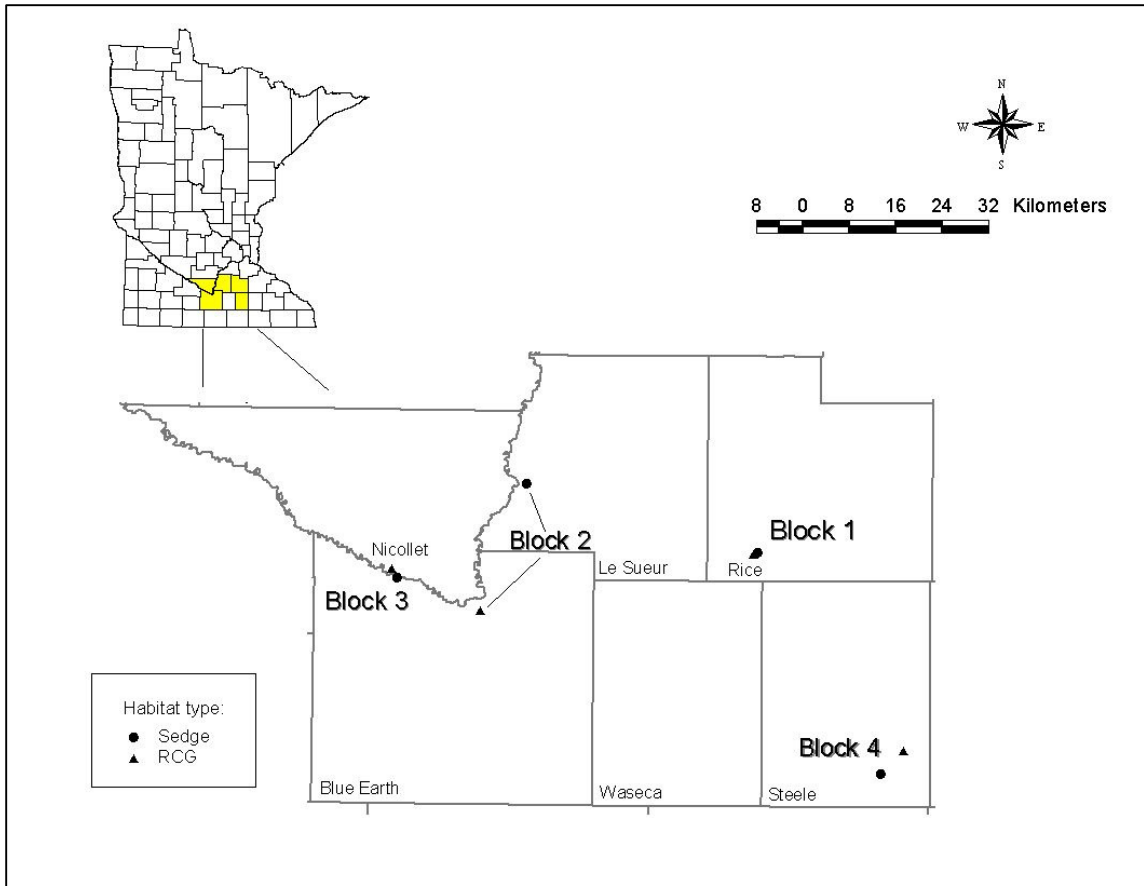 N
W E
S
8 0 8 16 24 32 Kilometers
Block 2
Block 1
Nicollet
Le Sueur
Rice
Block 3
Habitat type:
Sedge
RCG
Block 4
Blue Earth
Waseca
Steele